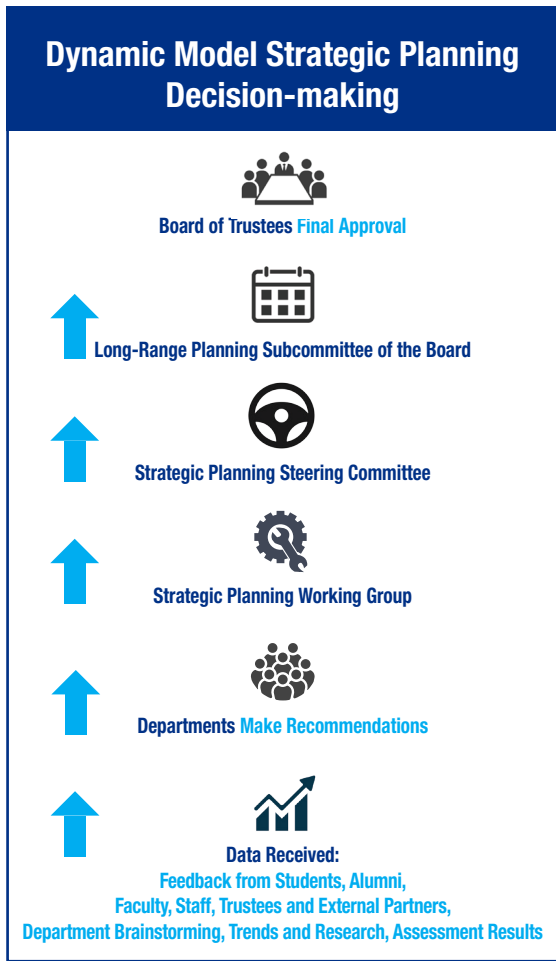 Dynamic Model Strategic Planning
Decision-making
Board of Trustees Final Approval
Long-Range Planning Subcommittee of the Board
Strategic Planning Steering Committee
Strategic Planning Working Group
Departments Make Recommendations
Data Received:
Feedback from Students, Alumni,
Faculty, Staff, Trustees and External Partners,
Department Brainstorming, Trends and Research, Assessment Results